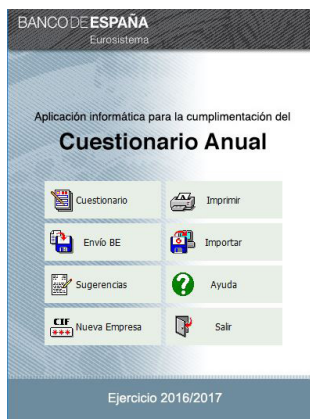 BANCO DE ESPAÑA
Eurosistema
Aplicación informática para la cumplimentación del
Cuestionario Anual
Cuestionario
Imprimir
Envío BE
Importar
Sugerencias
Ayuda
CIF
***
Nueva Empresa
Salir
Ejercicio 2016/2017